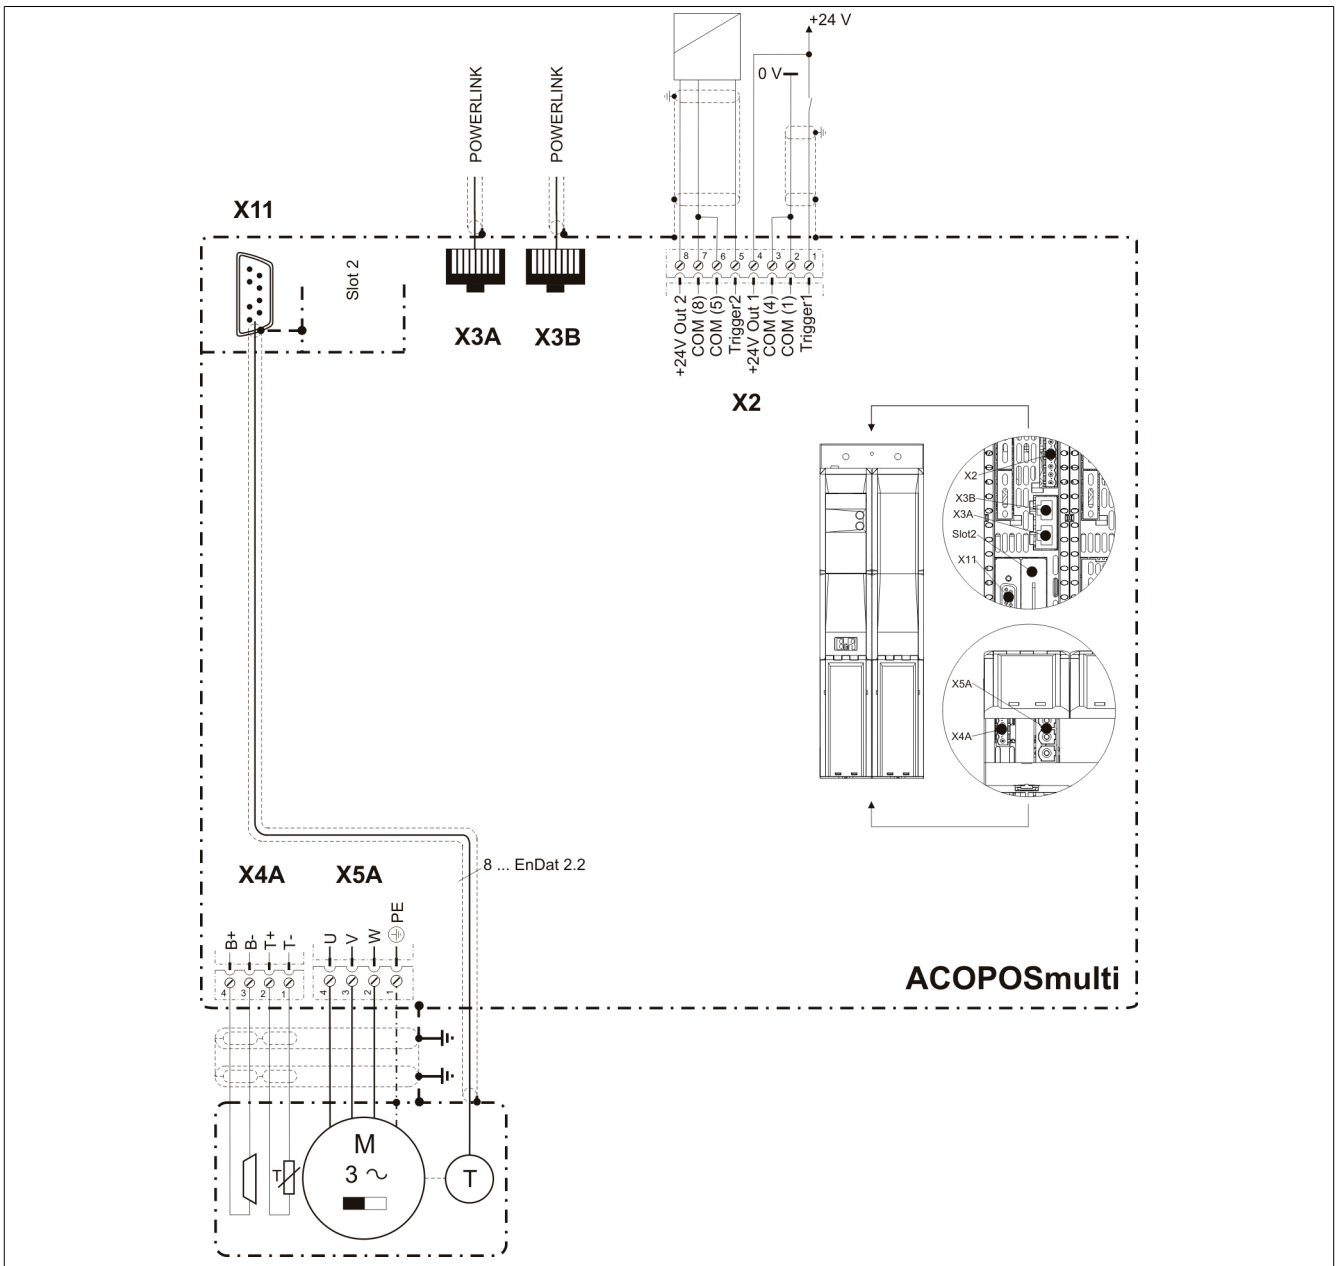 +24 V
0 V
POWERLINK
POWERLINK
X11
Slot 2
X3A
X3B
8
7
6
5
4
3
2
1
+24V Out 2
COM (8)
COM (5)
Trigger2
+24V Out 1
COM (4)
COM (1)
Trigger1
X2
X2
X3B
X3A
Slot2
X11
X5A
X4A
8 ... EnDat 2.2
X4A
X5A
B+
B-
T+
T-
U
V
W
PE
4
3
2
1
4
3
2
1
ACOPOSmulti
M
3 ~
T
T